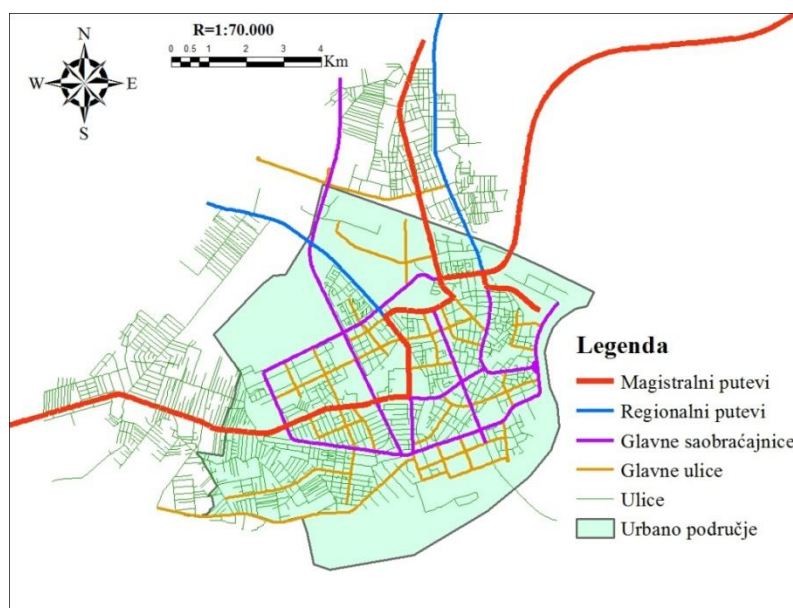 R=1:70.000
0 0.5 1 2 3 4
Km
N
W E
S
Legenda
Magistralni putevi
Regionalni putevi
Glavne saobraćajnice
Glavne ulice
Ulice
Urbano područje